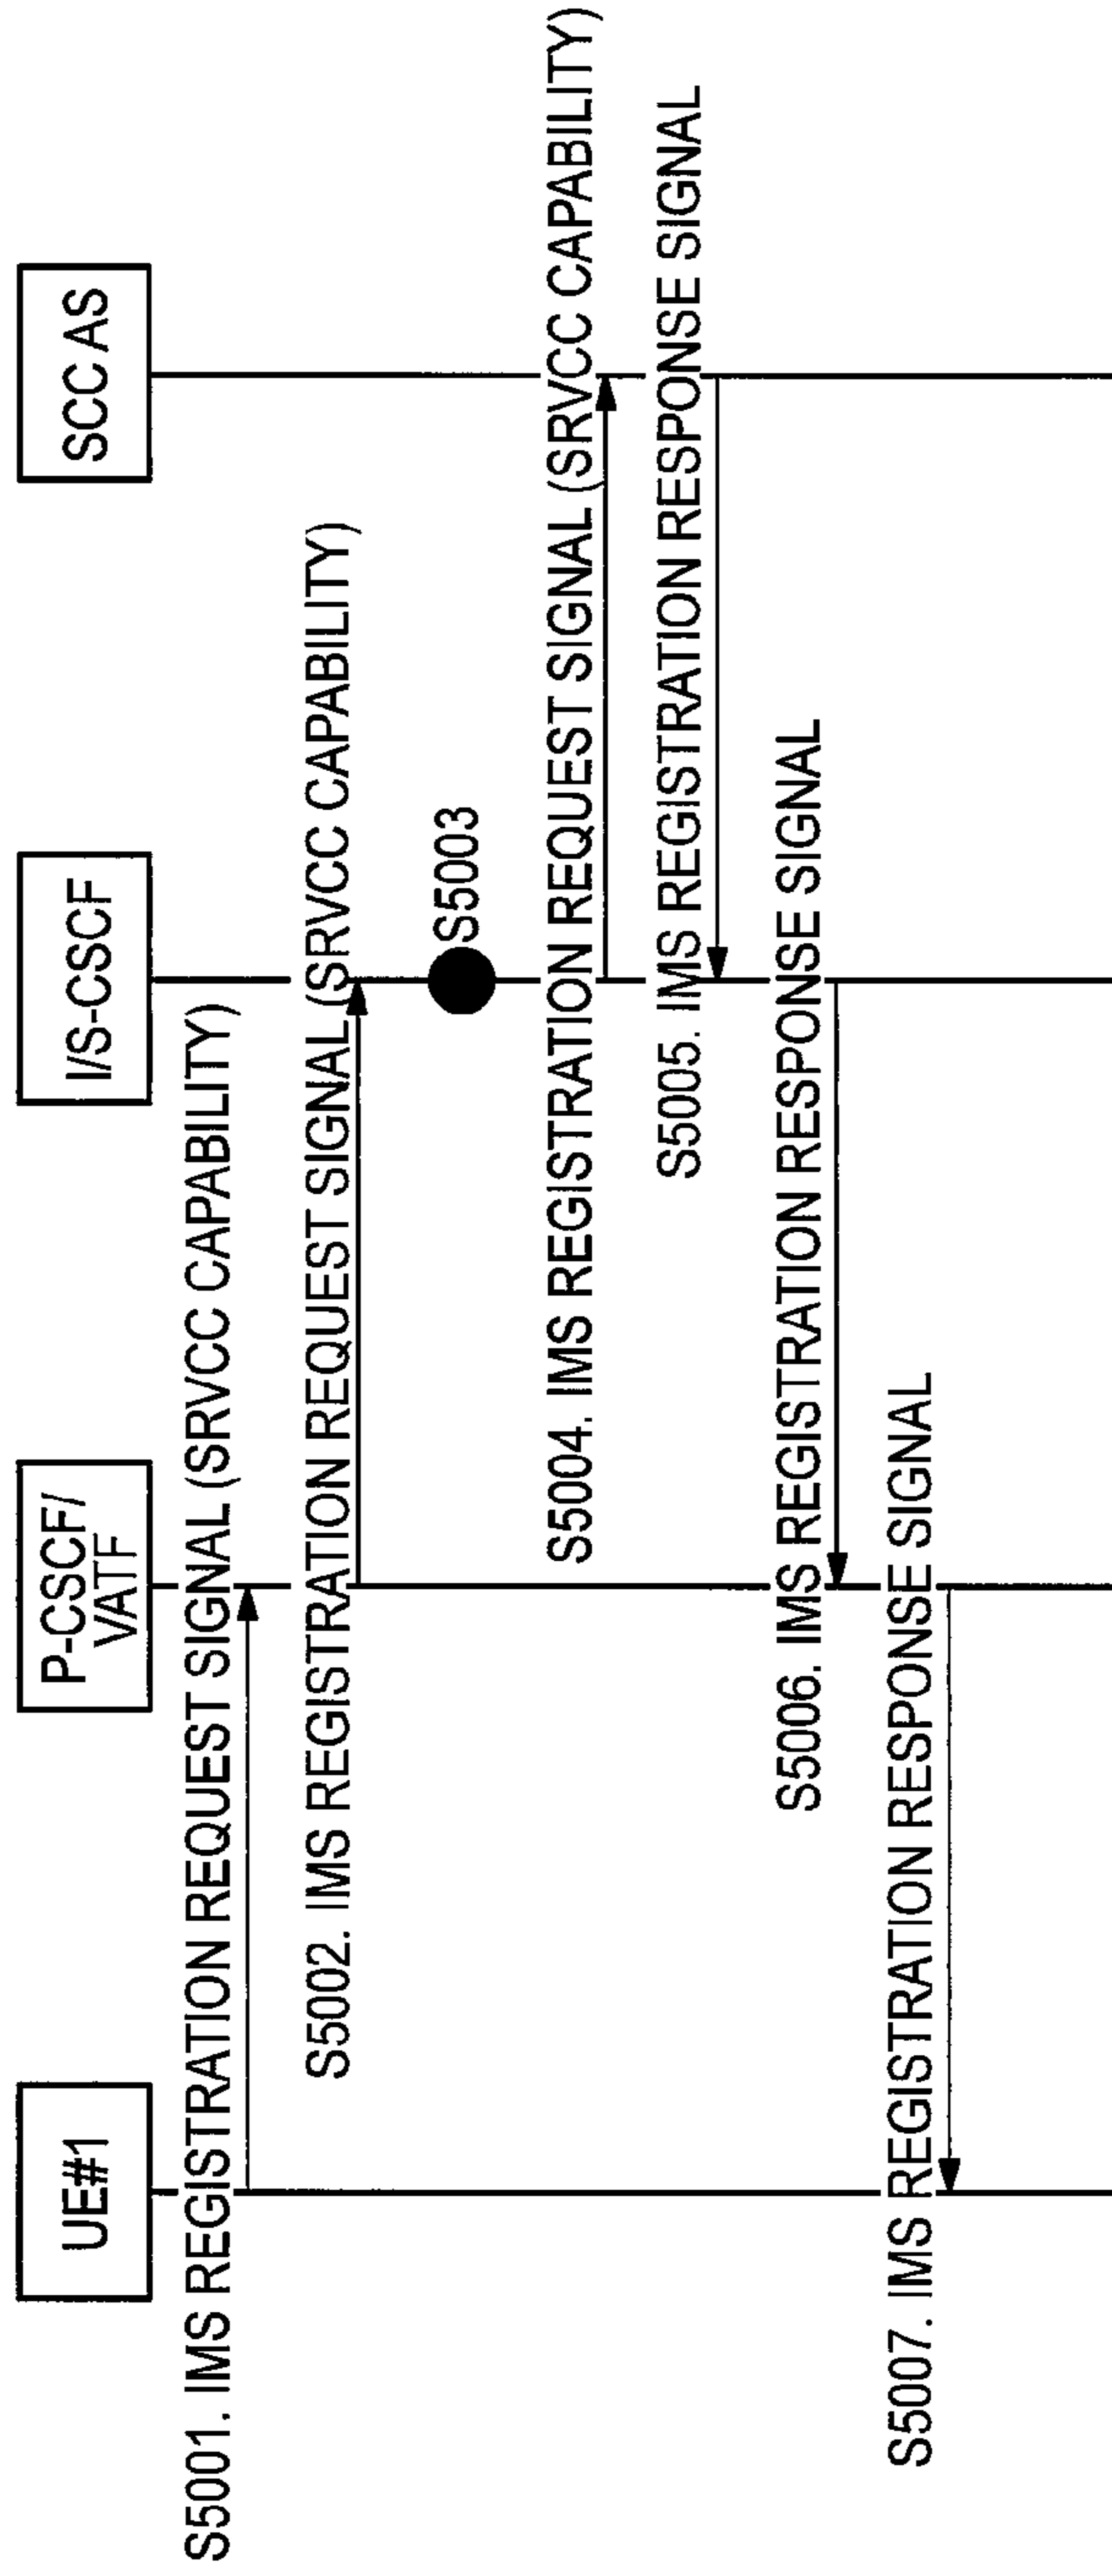 UE#1
P-CSCF/
VATF
I/S-CSCF
SCC AS
S5001. IMS REGISTRATION REQUEST SIGNAL (SRVCC CAPABILITY)
S5002. IMS REGISTRATION REQUEST SIGNAL (SRVCC CAPABILITY)
S5003
S5004. IMS REGISTRATION REQUEST SIGNAL (SRVCC CAPABILITY)
S5005. IMS REGISTRATION RESPONSE SIGNAL
S5006. IMS REGISTRATION RESPONSE SIGNAL
S5007. IMS REGISTRATION RESPONSE SIGNAL